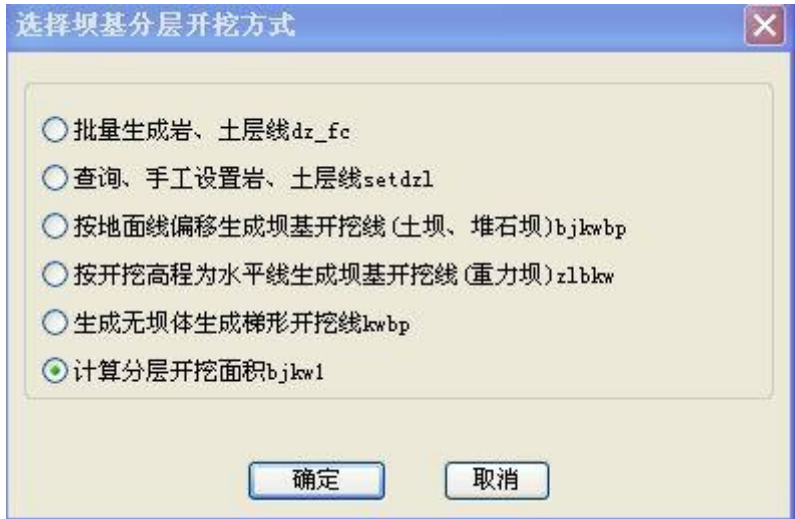 选择坝基分层开挖方式
批量生成岩、土层线dz_fc
查询、手工设置岩、土层线setdzl
按地面线偏移生成坝基开挖线(土坝、堆石坝)bjkwbp
按开挖高程为水平线生成坝基开挖线(重力坝)zlbkw
生成无坝体生成梯形开挖线kwbp
计算分层开挖面积bjkw1
确定
取消